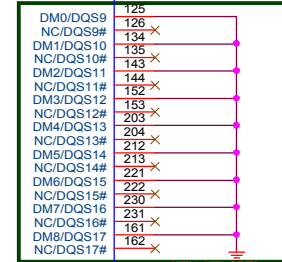 DM0/DQS9 125
NC/DQS9# 126
DM1/DQS10 134
NC/DQS10# 135
DM2/DQS11 143
NC/DQS11# 144
DM3/DQS12 152
NC/DQS12# 153
DM4/DQS13 203
NC/DQS13# 204
DM5/DQS14 212
NC/DQS14# 213
DM6/DQS15 221
NC/DQS15# 222
DM7/DQS16 230
NC/DQS16# 231
DM8/DQS17 161
NC/DQS17# 162